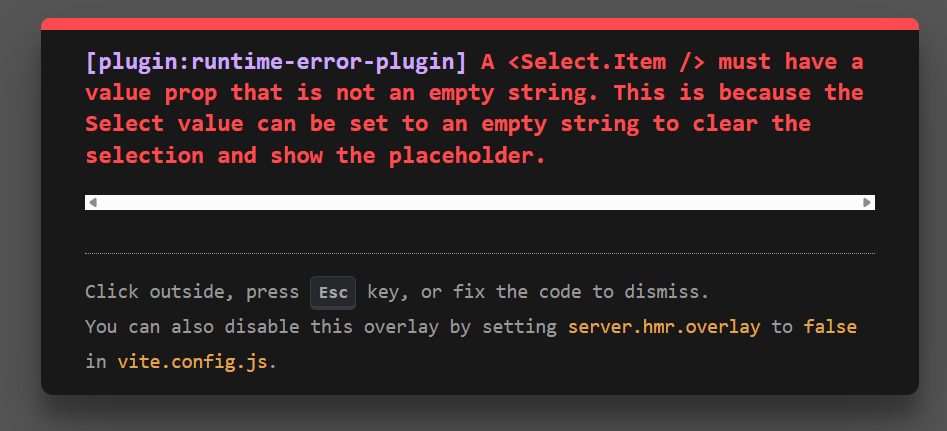 [plugin:runtime-error-plugin] A <Select.Item /> must have a
value prop that is not an empty string. This is because the
Select value can be set to an empty string to clear the
selection and show the placeholder.
Click outside, press Esc key, or fix the code to dismiss.
You can also disable this overlay by setting server.hmr.overlay to false
in vite.config.js.